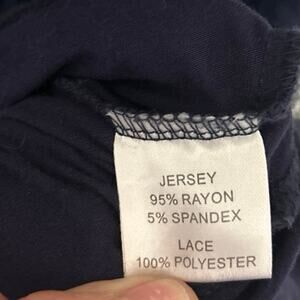 JERSEY
95% RAYON
5% SPANDEX
LACE
100% POLYESTER